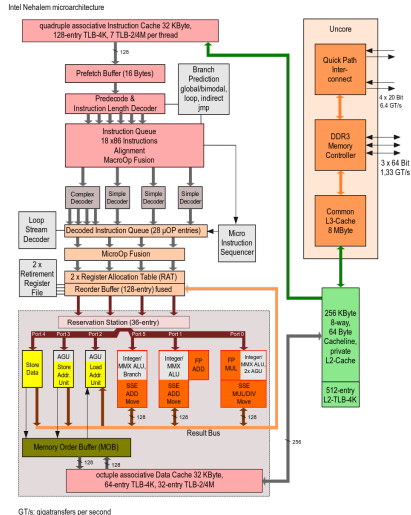 Intel Nehalem microarchitecture
quadruple associative Instruction Cache 32 KByte,
128-entry TLB-4K, 7 TLB-2/4M per thread
128
Prefetch Buffer (16 Bytes)
Predecode &
Instruction Length Decoder
Branch
Prediction
global/bimodal,
loop, indirect
jmp
Instruction Queue
18 x86 Instructions
Alignment
MacroOp Fusion
Complex
Decoder
Simple
Decoder
Simple
Decoder
Simple
Decoder
Loop
Stream
Decoder
Decoded Instruction Queue (28 µOP entries)
Micro
Instruction
Sequencer
MicroOp Fusion
2 x
Retirement
Register
File
2 x Register Allocation Table (RAT)
Reorder Buffer (128-entry) fused
Reservation Station (36-entry)
Port 4
Port 3
Port 2
Port 5
Port 1
Port 0
Store
Data
AGU
Store
Addr.
Unit
AGU
Load
Addr.
Unit
Integer/
MMX ALU,
Branch
SSE
ADD
Move
Integer/
MMX
ALU
FP
ADD
SSE
ADD
Move
FP
MUL
Integer/
MMX ALU,
2x AGU
SSE
MUL/DIV
Move
128
128
128
Result Bus
Memory Order Buffer (MOB)
128
128
octuple associative Data Cache 32 KByte,
64-entry TLB-4K, 32-entry TLB-2/4M
256
Uncore
Quick Path
Inter-
connect
4 x 20 Bit
6,4 GT/s
DDR3
Memory
Controller
3 x 64 Bit
1,33 GT/s
Common
L3-Cache
8 MByte
256 KByte
8-way,
64 Byte
Cacheline,
private
L2-Cache
512-entry
L2-TLB-4K
GT/s: gigatransfers per second